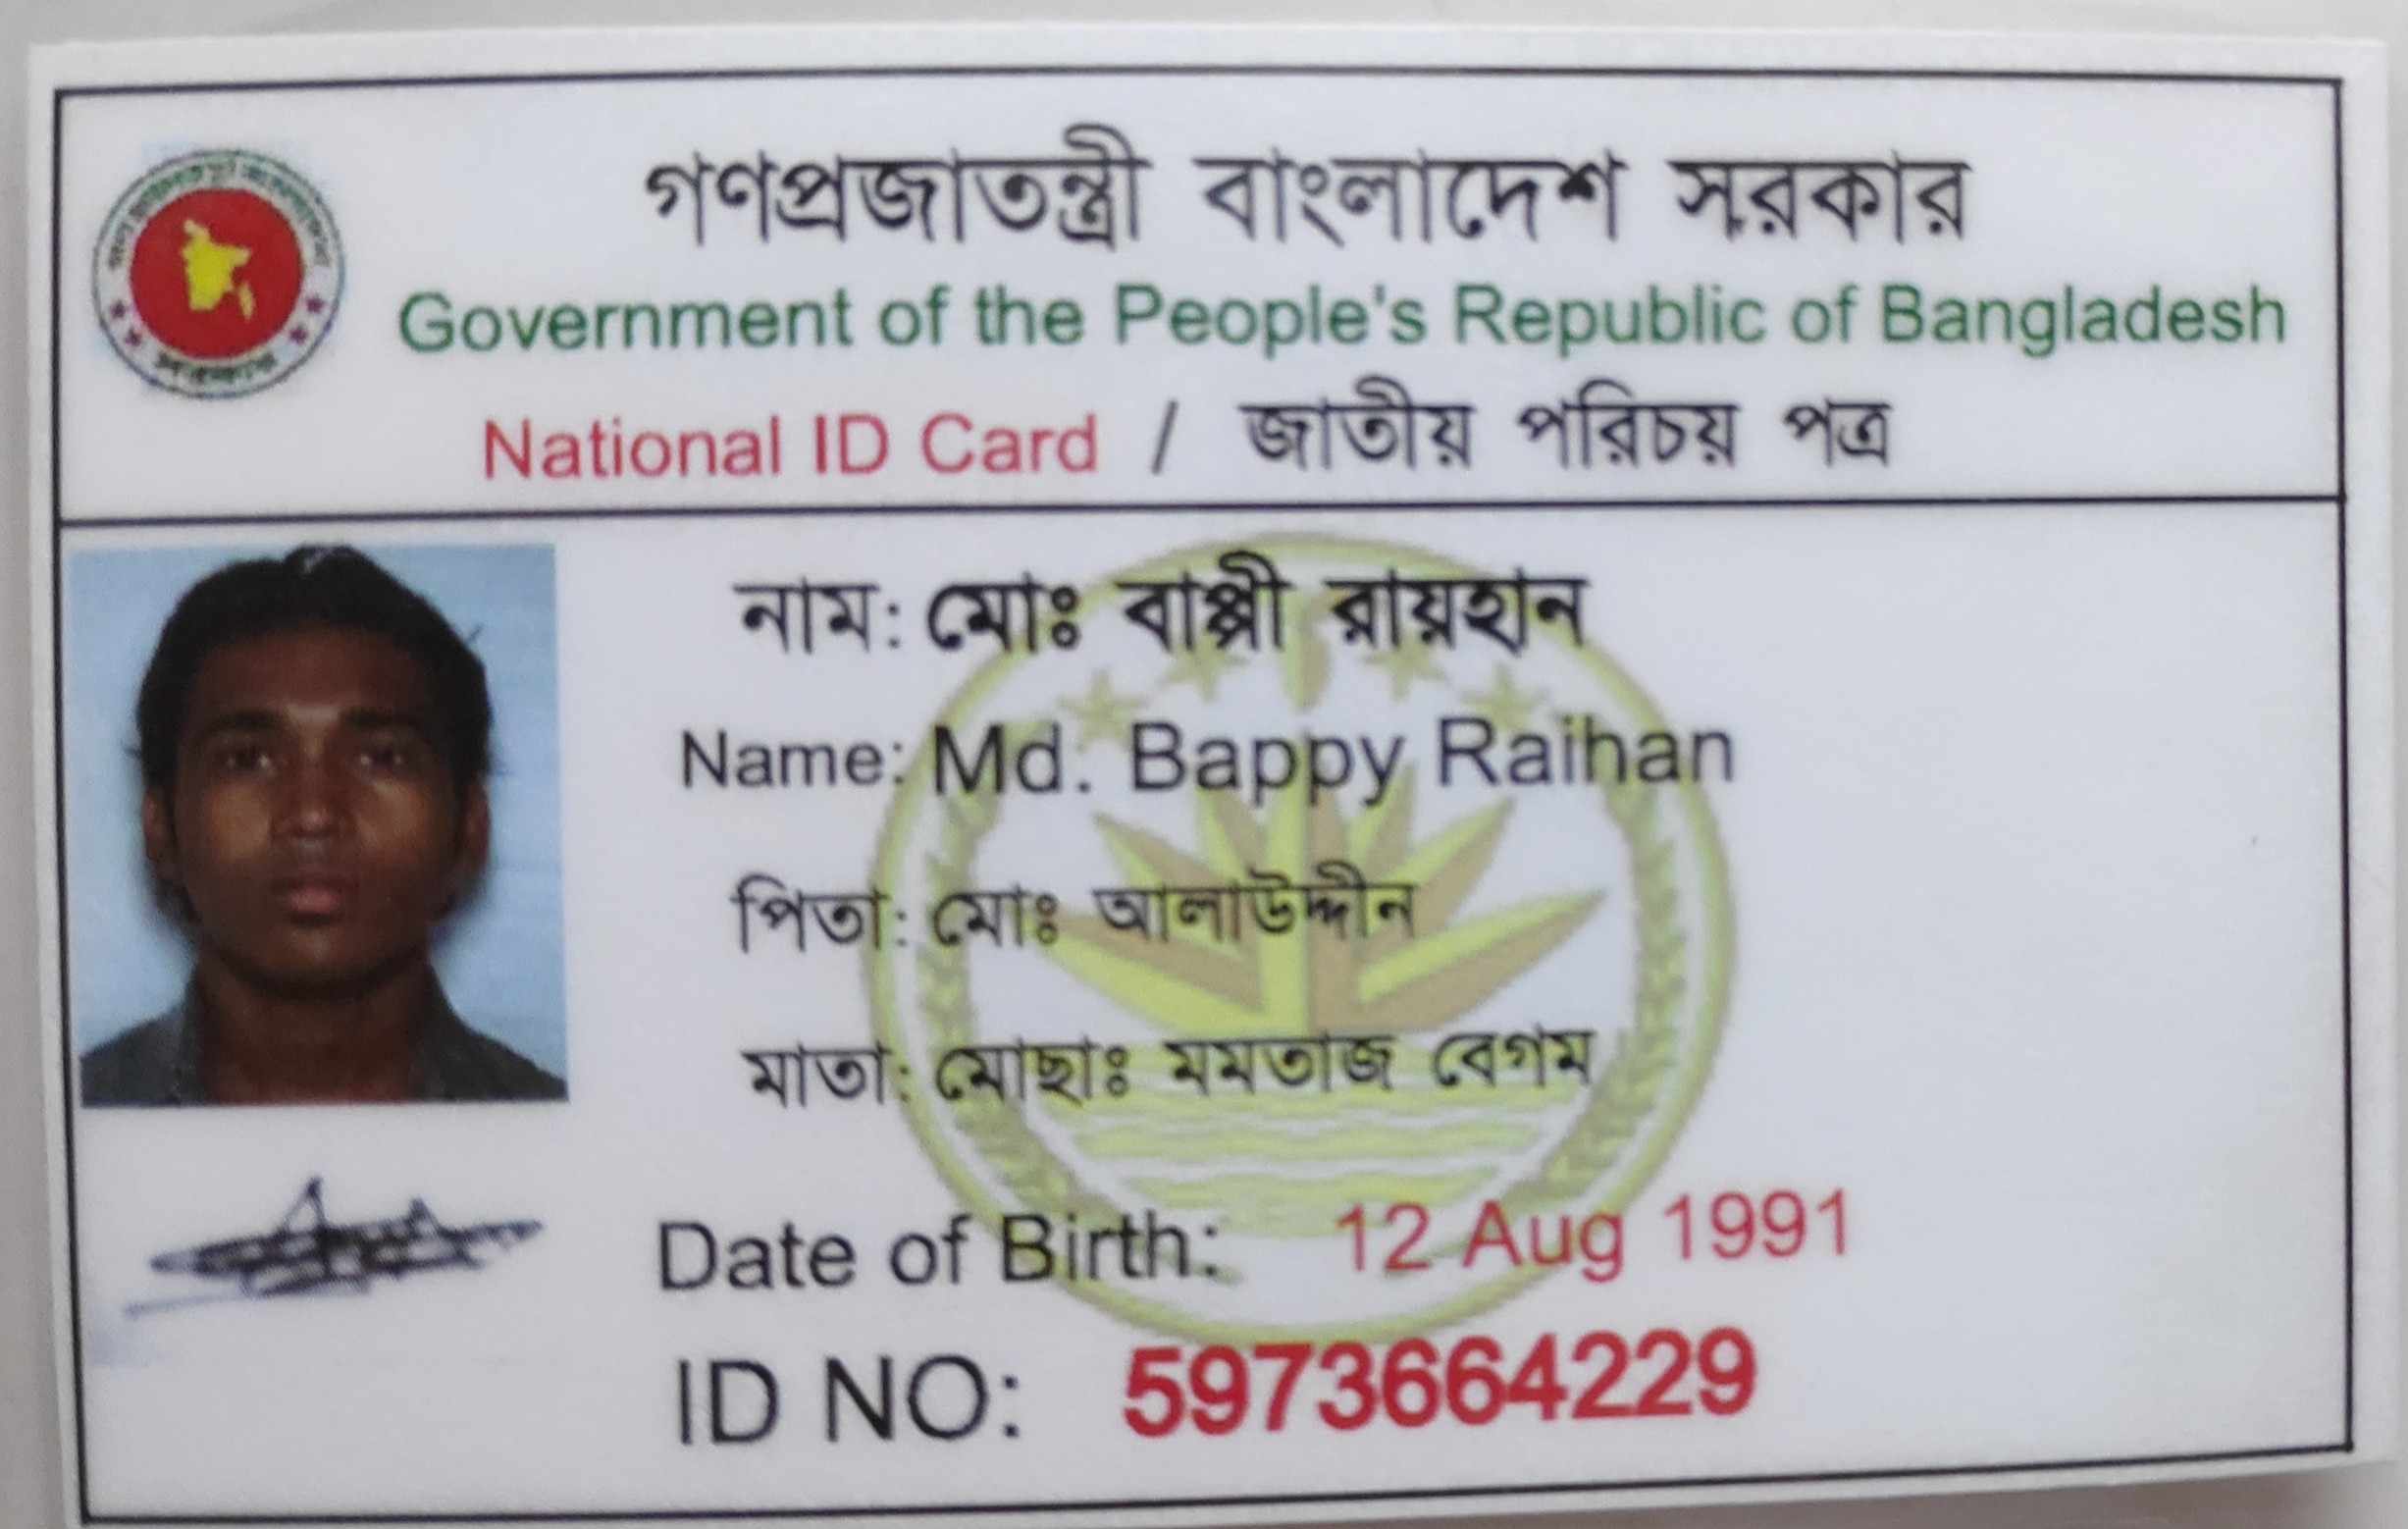 গণপ্রজাতন্ত্রী বাংলাদেশ সরকার
Government of the People's Republic of Bangladesh
National ID Card / জাতীয় পরিচয় পত্র
নাম: মোঃ বাপ্পী রায়হান
Name: Md. Bappy Raihan
পিতা: মোঃ আলাউদ্দীন
মাতা: মোছাঃ মমতাজ বেগম
Date of Birth: 12 Aug 1991
ID NO: 5973664229